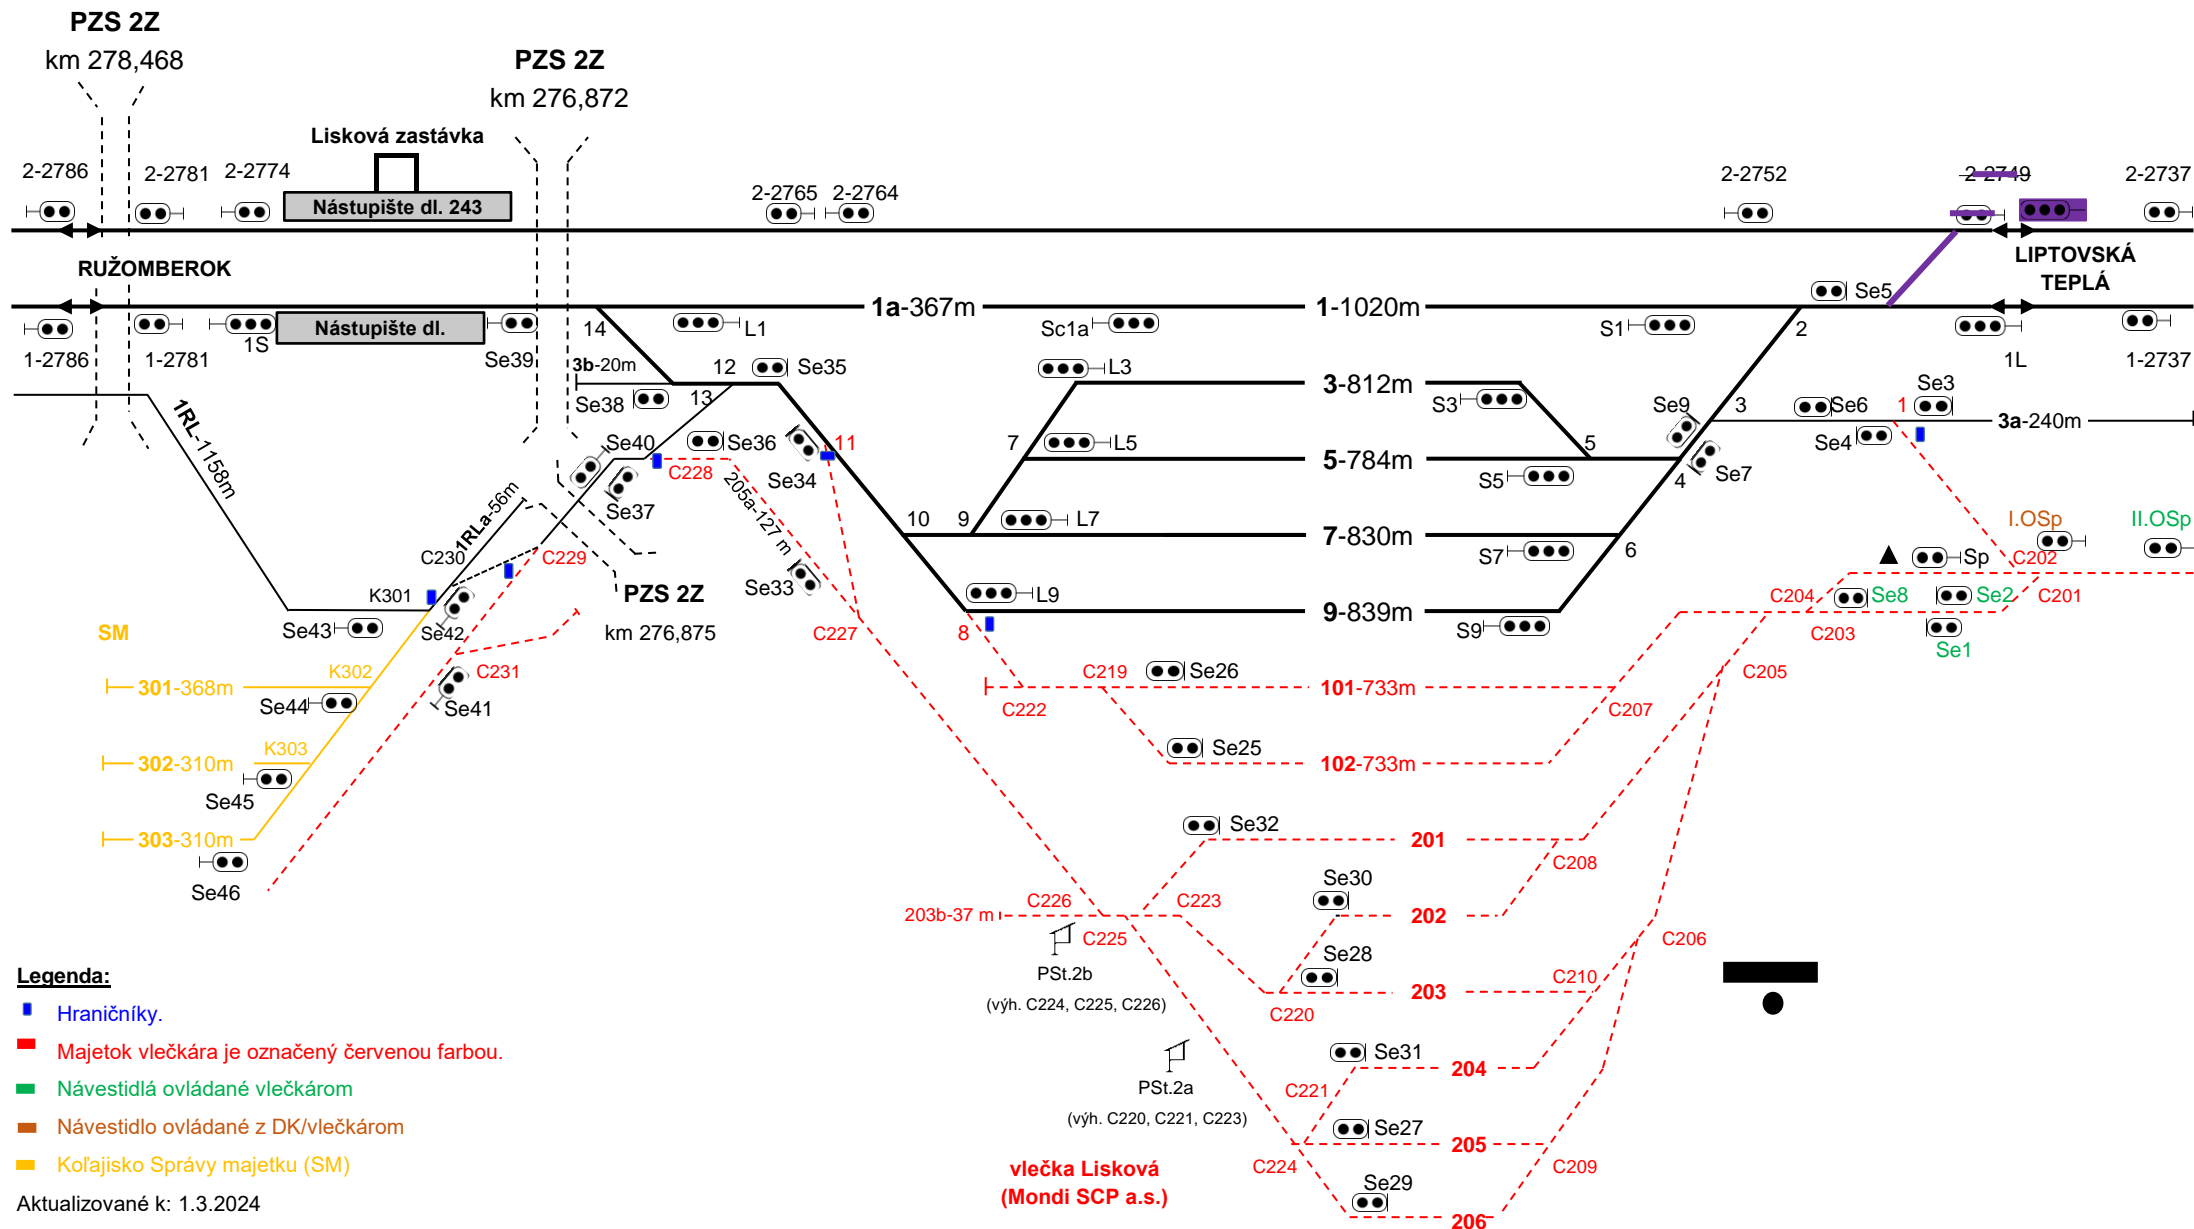 PZS 2Z
km 278,468
PZS 2Z
km 276,872
Lisková zastávka
2-2786
2-2781
2-2774
Nástupište dl. 243
2-2765
2-2764
2-2752
2-2749
2-2737
RUŽOMBEROK
LIPTOVSKÁ
TEPLÁ
1a-367m
1-1020m
Se5
1-2786
1-2781
1S
Nástupište dl.
Se39
14
L1
Sc1a
S1
2
1L
1-2737
3b-20m
12
Se35
L3
3-812m
Se38
13
S3
Se9
3
Se6
1
Se3
3a-240m
1RL-1158m
Se40
Se36
11
7
L5
5
Se4
C228
Se34
5-784m
S5
4
Se7
Se37
205a-127 m
1RLa-56m
10
9
L7
7-830m
S7
6
I.OSp
II.OSp
C230
C229
Se33
Sp
C202
K301
PZS 2Z
km 276,875
L9
9-839m
C204
Se8
Se2
C201
SM
Se43
Se42
C227
8
S9
C203
Se1
K302
C231
C219
Se26
C205
301-368m
101-733m
Se44
Se41
C222
C207
K303
Se25
302-310m
102-733m
Se45
Se32
303-310m
201
Se46
C208
Se30
203b-37 m
C226
C223
202
C225
C206
PSt.2b
Se28
(výh. C224, C225, C226)
C210
203
C220
Legenda:
Hraničníky.
Majetok vlečkára je označený červenou farbou.
Návestidlá ovládané vlečkárom
Návestidlo ovládané z DK/vlečkárom
Koľajisko Správy majetku (SM)
Aktualizované k: 1.3.2024
Se31
204
PSt.2a
C221
(výh. C220, C221, C223)
Se27
205
vlečka Lisková
(Mondi SCP a.s.)
C224
C209
Se29
206